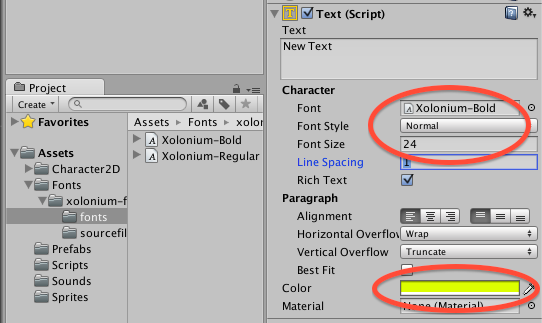 Project
Create
Favorites
Assets
Character2D
Fonts
xolonium-f
fonts
sourcefil
Prefabs
Scripts
Sounds
Sprites
Assets Fonts xolon
Xolonium-Bold
Xolonium-Regular
Text (Script)
Text
New Text
Character
Font Xolonium-Bold
Font Style Normal
Font Size 24
Line Spacing 1
Rich Text
Paragraph
Alignment
Horizontal Overflow Wrap
Vertical Overflow Truncate
Best Fit
Color
Material None (Material)